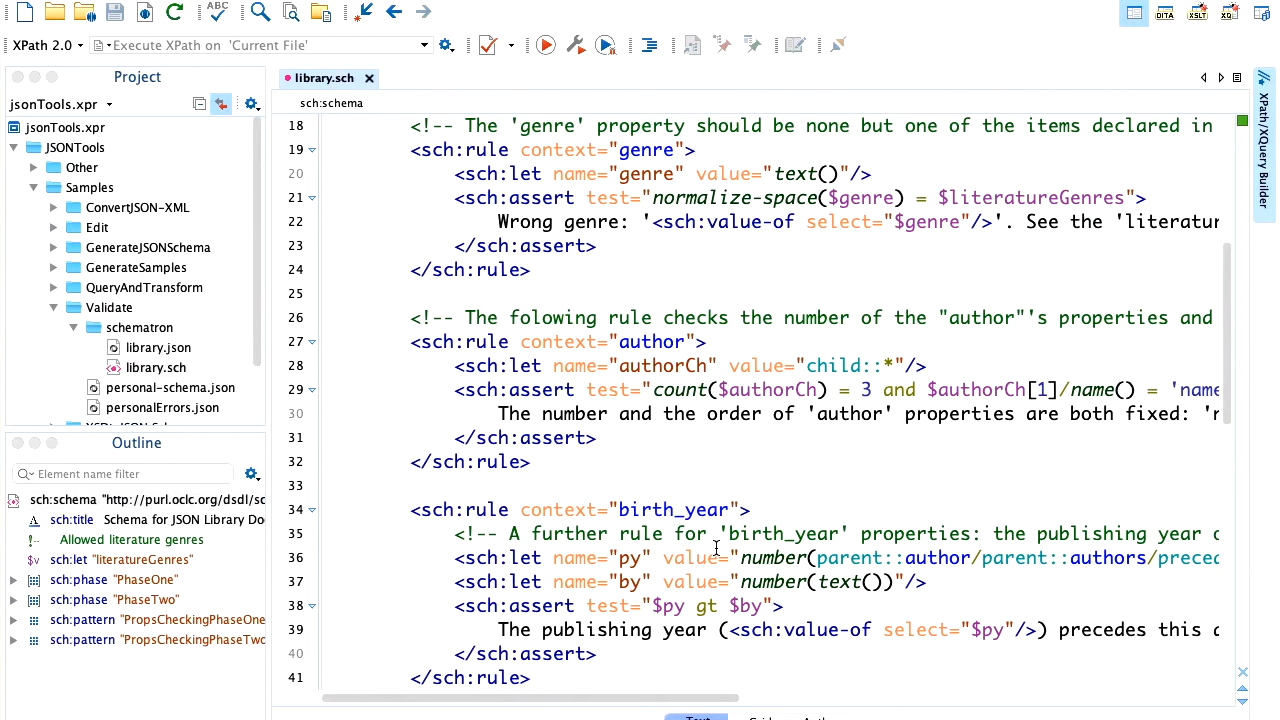 ABC
DITA
XSLT
XQ
XPath 2.0
Execute XPath on 'Current File'
Project
jsonTools.xpr
jsonTools.xpr
JSONTools
Other
Samples
ConvertJSON-XML
Edit
GenerateJSONSchema
GenerateSamples
QueryAndTransform
Validate
schematron
library.json
library.sch
personal-schema.json
personalErrors.json
Outline
Element name filter
sch:schema "http://purl.oclc.org/dsdl/sc
sch:title Schema for JSON Library Do
Allowed literature genres
sch:let "literatureGenres
sch:phase "PhaseOne"
sch:phase "PhaseTwo"
sch:pattern "PropsCheckingPhaseOne
sch:pattern "PropsCheckingPhaseTwo
library.sch
sch:schema
18 <!-- The 'genre' property should be none but one of the items declared in
19 <sch:rule context="genre">
20 <sch:let name="genre" value="text()"/>
21 <sch:assert test="normalize-space($genre) = $literatureGenres">
22 Wrong genre: '<sch:value-of select="$genre"/>'. See the 'literatur
23 </sch:assert>
24 </sch:rule>
25
26 <!-- The folowing rule checks the number of the "author"'s properties and
27 <sch:rule context="author">
28 <sch:let name="authorCh" value="child::*"/>
29 <sch:assert test="count($authorCh) = 3 and $authorCh[1]/name() = 'name
30 The number and the order of 'author' properties are both fixed: '
31 </sch:assert>
32 </sch:rule>
33
34 <sch:rule context="birth_year">
35 <!-- A further rule for 'birth_year' properties: the publishing year
36 <sch:let name="py" value="number(parent::author/parent::authors/prece
37 <sch:let name="by" value="number(text())"/>
38 <sch:assert test="$py gt $by">
39 The publishing year (<sch:value-of select="$py"/>) precedes this
40 </sch:assert>
41 </sch:rule>
XPath/XQuery Builder
Text